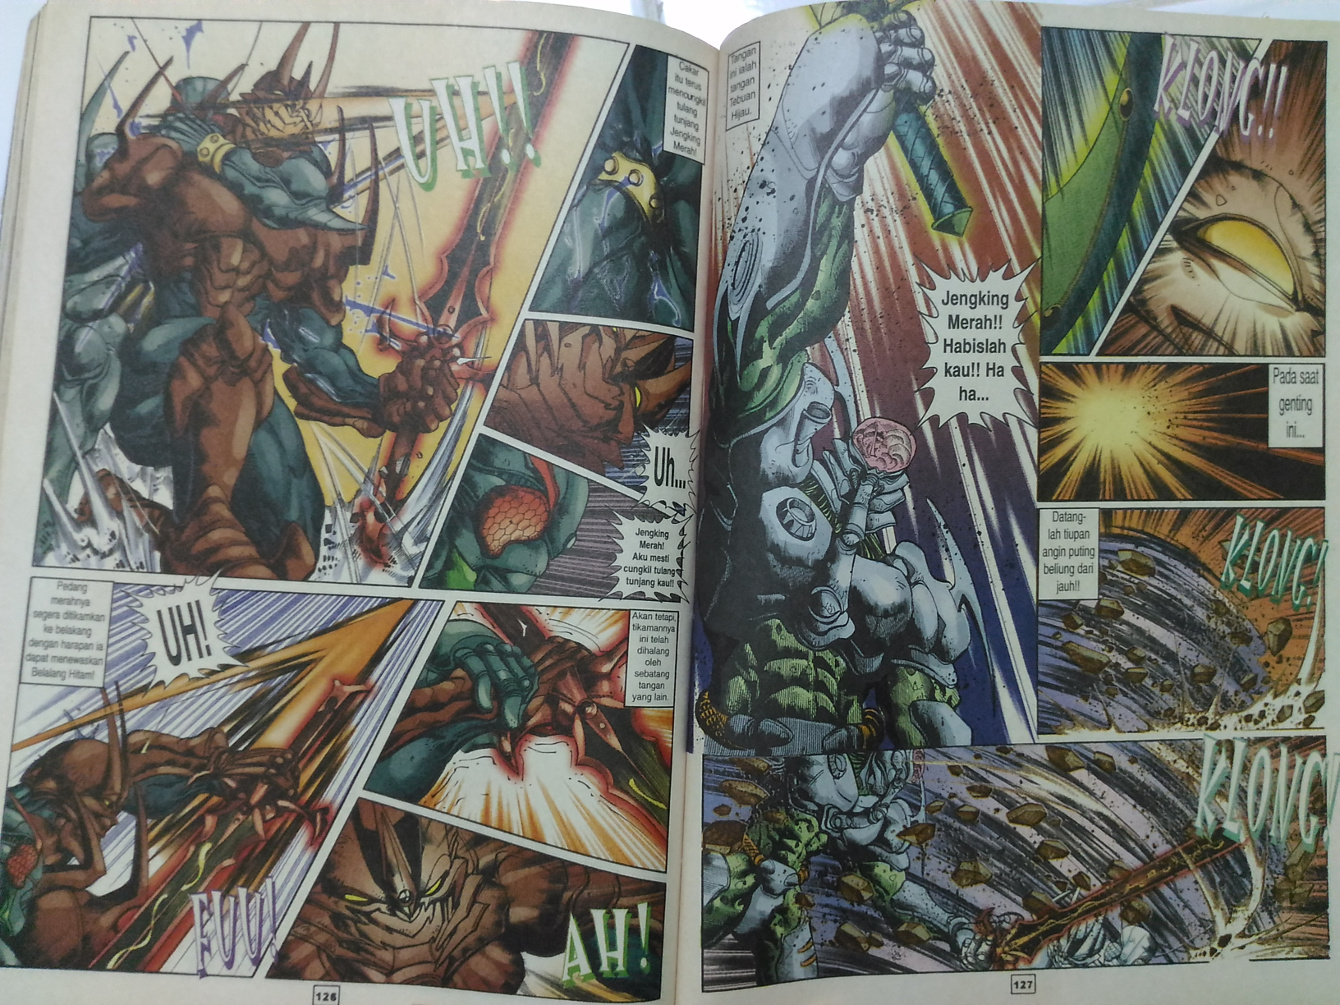 UH!!
Cakar
itu terus
mencungkil
tulang
tunjang
Jengking
Merah!
Uh...
Jengking
Merah!
Aku mesti
cungkil tulang
tunjang kau!!
Pedang
merahnya
segera ditikamkan
ke belakang
dengan harapan ia
dapat menewaskan
Belalang Hitam!
UH!
FUU!
Akan tetapi,
tikamannya
ini telah
dihalang
oleh
sebatang
tangan
yang lain.
AH!
126
Tangan
ini ialah
tangan
Tebuan
Hijau.
Jengking
Merah!!
Habislah
kau!! Ha
ha...
KLONG!!
Pada saat
genting
ini...
Datang-
lah tiupan
angin puting
beliung dari
jauh!!
KLONG!
KLONG!
127